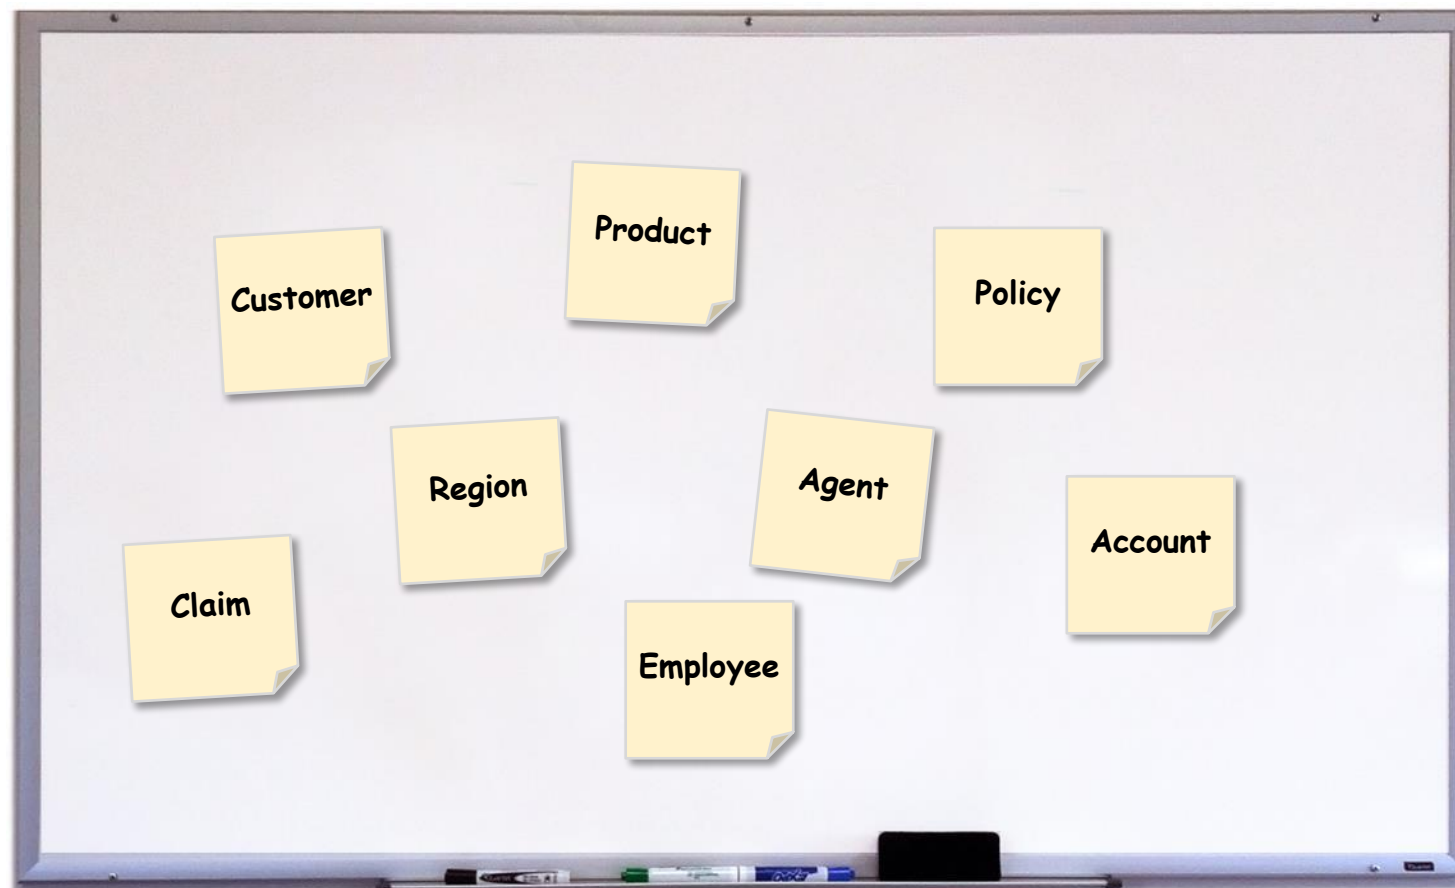 Product
Customer
Policy
Region
Agent
Account
Claim
Employee